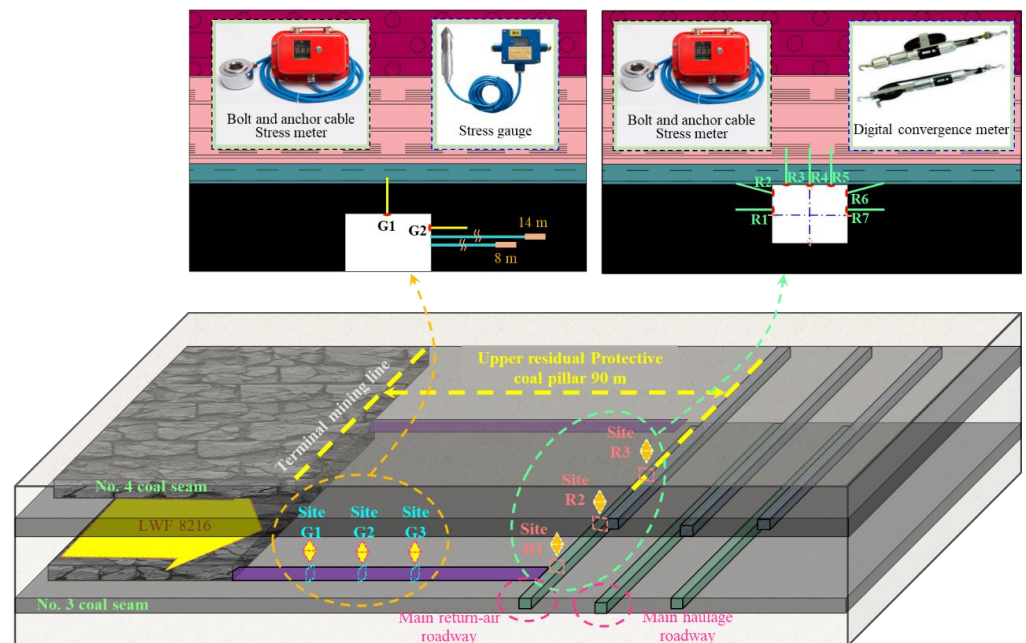 Bolt and anchor cable
Stress meter
Stress gauge
G1
G2
14 m
8 m
Bolt and anchor cable
Stress meter
Digital convergence meter
R1
R2
R3
R4
R5
R6
R7
Upper residual Protective
coal pillar 90 m
Terminal mining line
No. 4 coal seam
LWF 8216
Site
G1
Site
G2
Site
G3
Site
R1
Site
R2
Site
R3
No. 3 coal seam
Main return-air
roadway
Main haulage
roadway